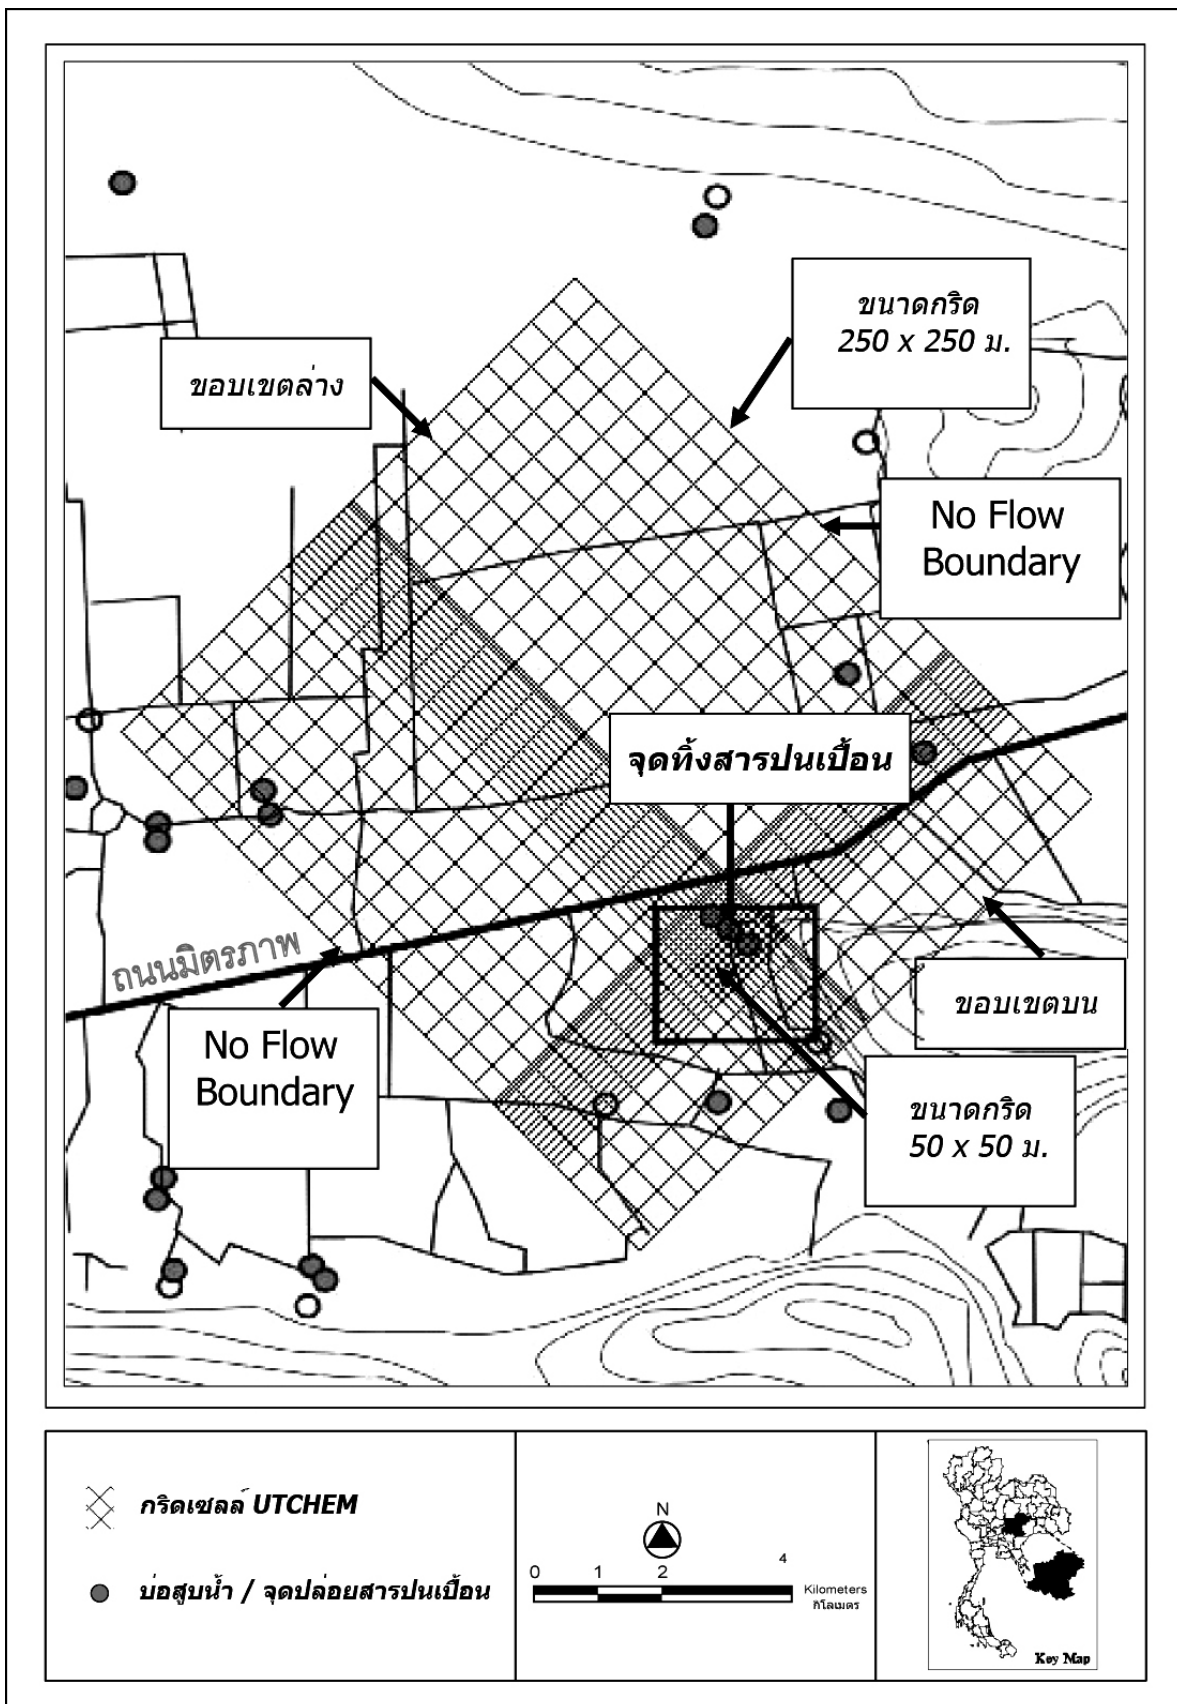 ขนาดกริด
250 x 250 ม.
ขอบเขตล่าง
No Flow
Boundary
จุดทิ้งสารปนเปื้อน
ถนนมิตรภาพ
ขอบเขตบน
No Flow
Boundary
ขนาดกริด
50 x 50 ม.
กริดเซลล์ UTCHEM
บ่อสูบน้ำ / จุดปล่อยสารปนเปื้อน
N
0 1 2 4
Kilometers
กิโลเมตร
Key Map